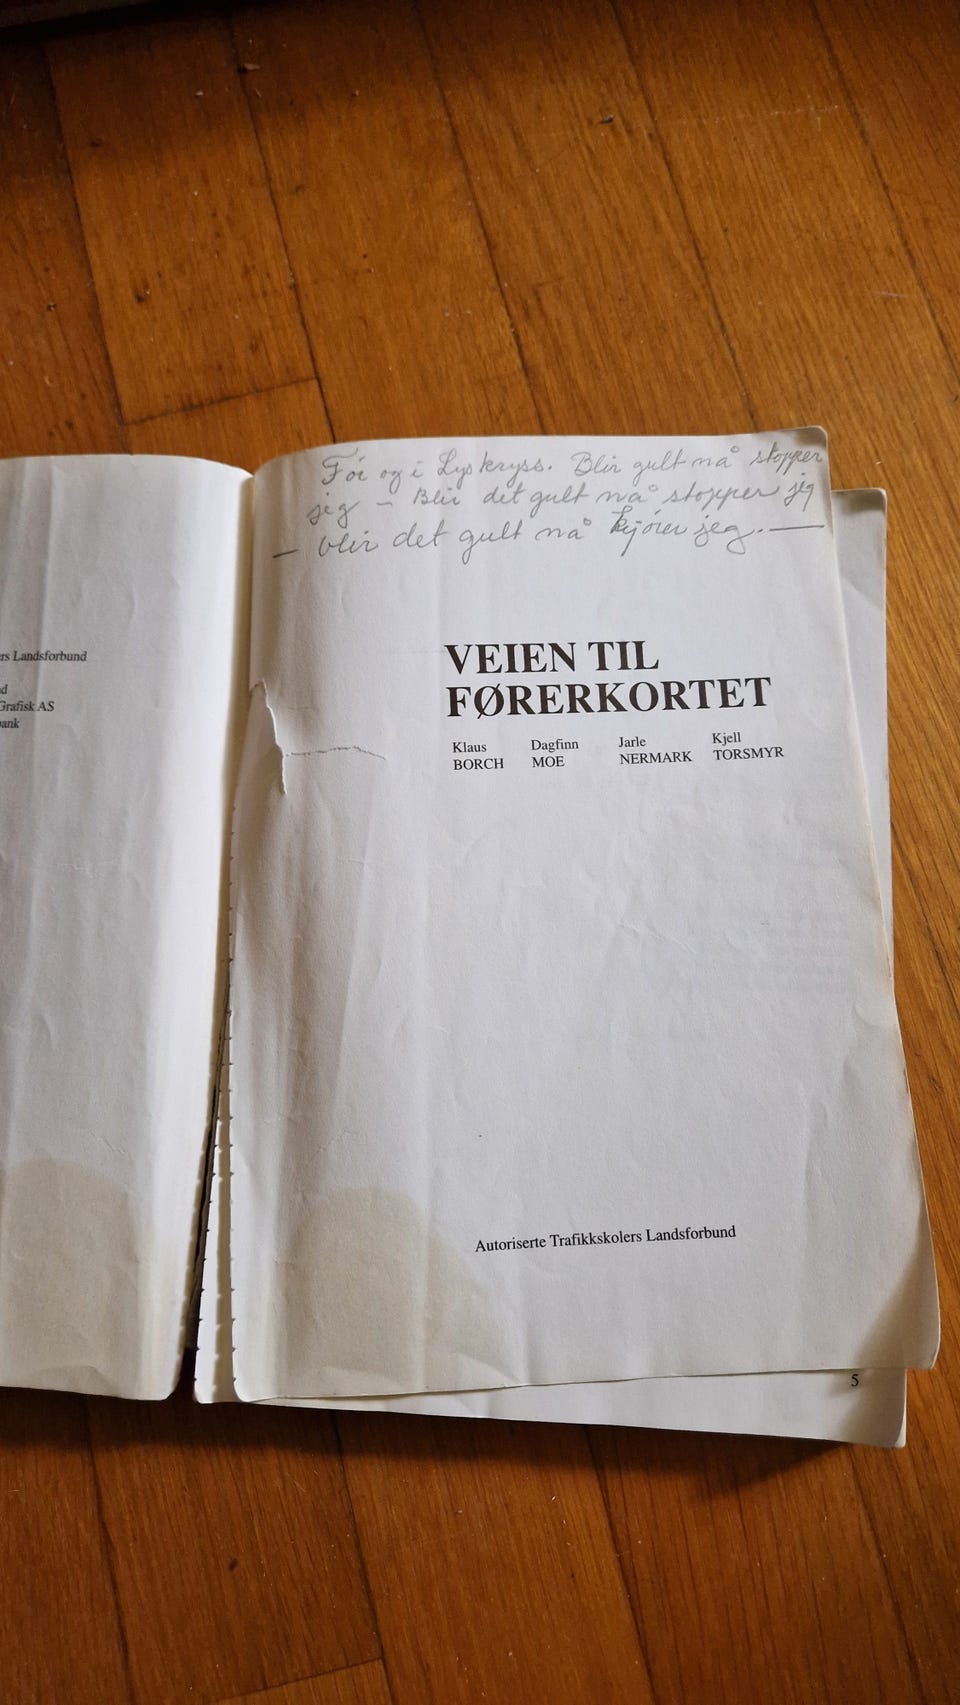 ers Landsforbund
d
Grafisk AS
bank
Før og i Lyskryss. Blir gult nå stopper
jeg – Blir det gult nå stopper jeg
– blir det gult nå kjører jeg. —
VEIEN TIL
FØRERKORTET
Klaus Dagfinn Jarle Kjell
BORCH MOE NERMARK TORSMYR
Autoriserte Trafikkskolers Landsforbund
5